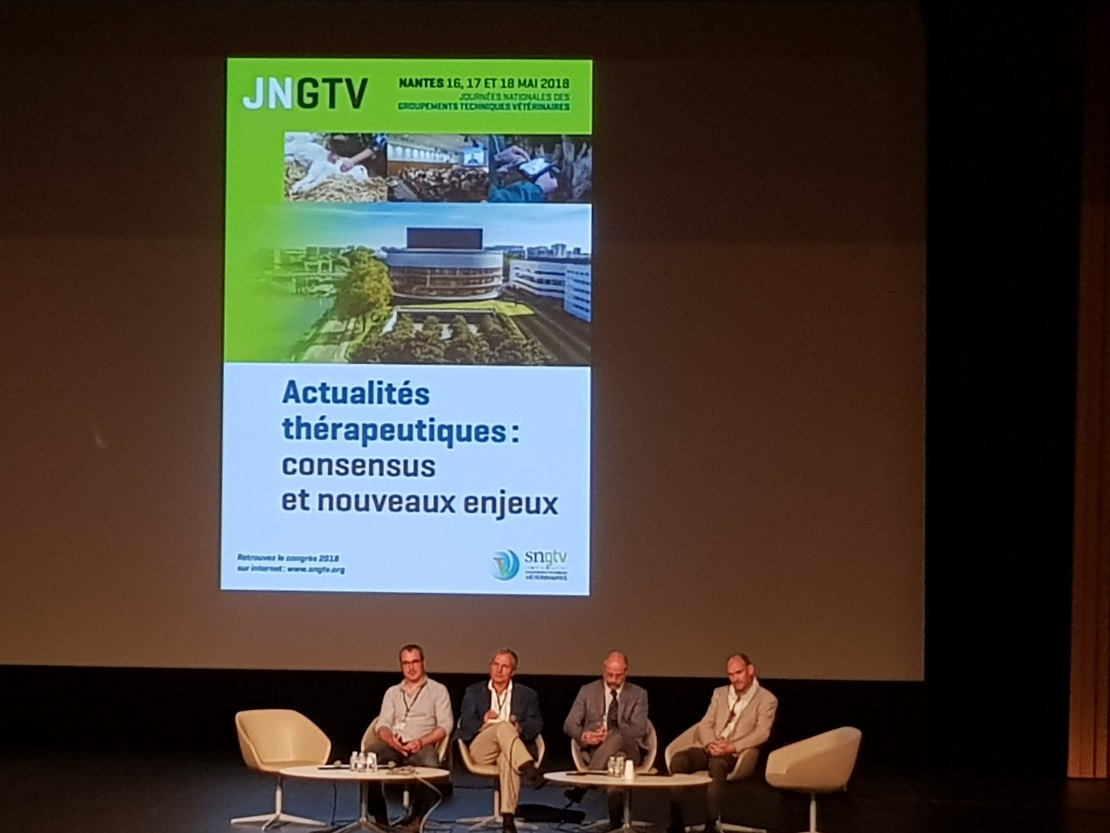 JNGTV
NANTES 16, 17 ET 18 MAI 2018
JOURNÉES NATIONALES DES
GROUPEMENTS TECHNIQUES VÉTÉRINAIRES
Actualités
thérapeutiques :
consensus
et nouveaux enjeux
Retrouvez le congrès 2018
sur internet : www.sngtv.org
sngtv
VÉTÉRINAIRES